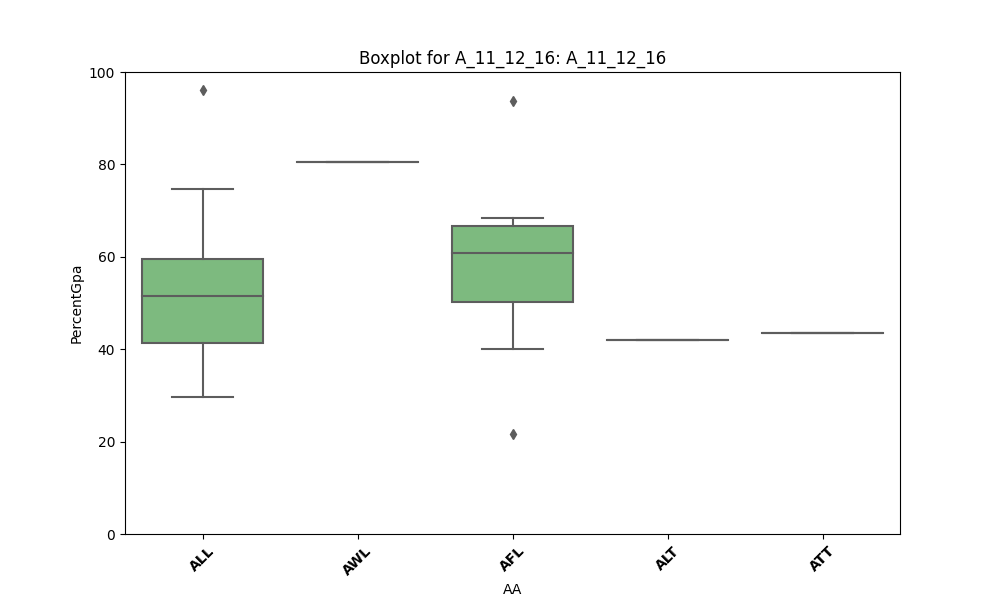 Boxplot for A_11_12_16: A_11_12_16
PercentGpa
100
80
60
40
20
0
ALL
AWL
AFL
ALT
ATT
AA